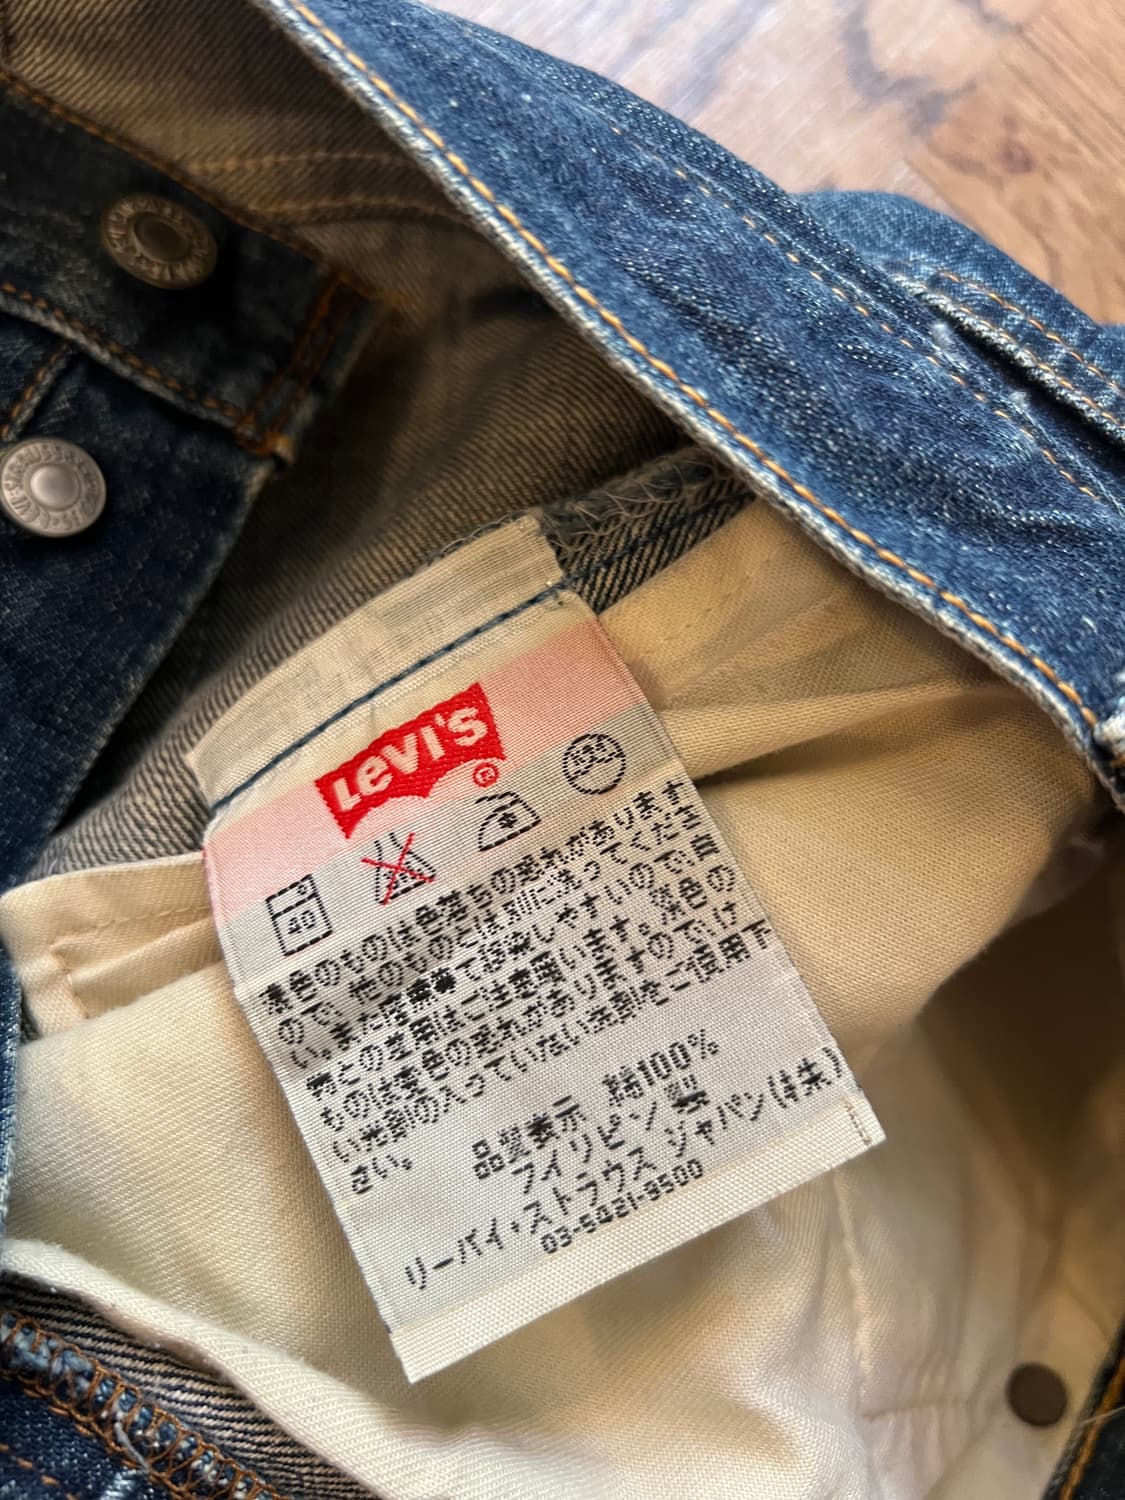 LEVI'S
®
40
濃色のものは色落ちの恐れがあります
ので、他のものとは別に洗ってくださ
い。また摩擦で移染しやすいので下着類
等との着用はご注意願います。淡色の
ものは変色の恐れがありますので、け
い光剤の入っていない洗剤をご使用下
さい。
品質表示 綿100%
フィリピン製
リーバイ・ストラウス ジャパン(株)
03-5421-9500